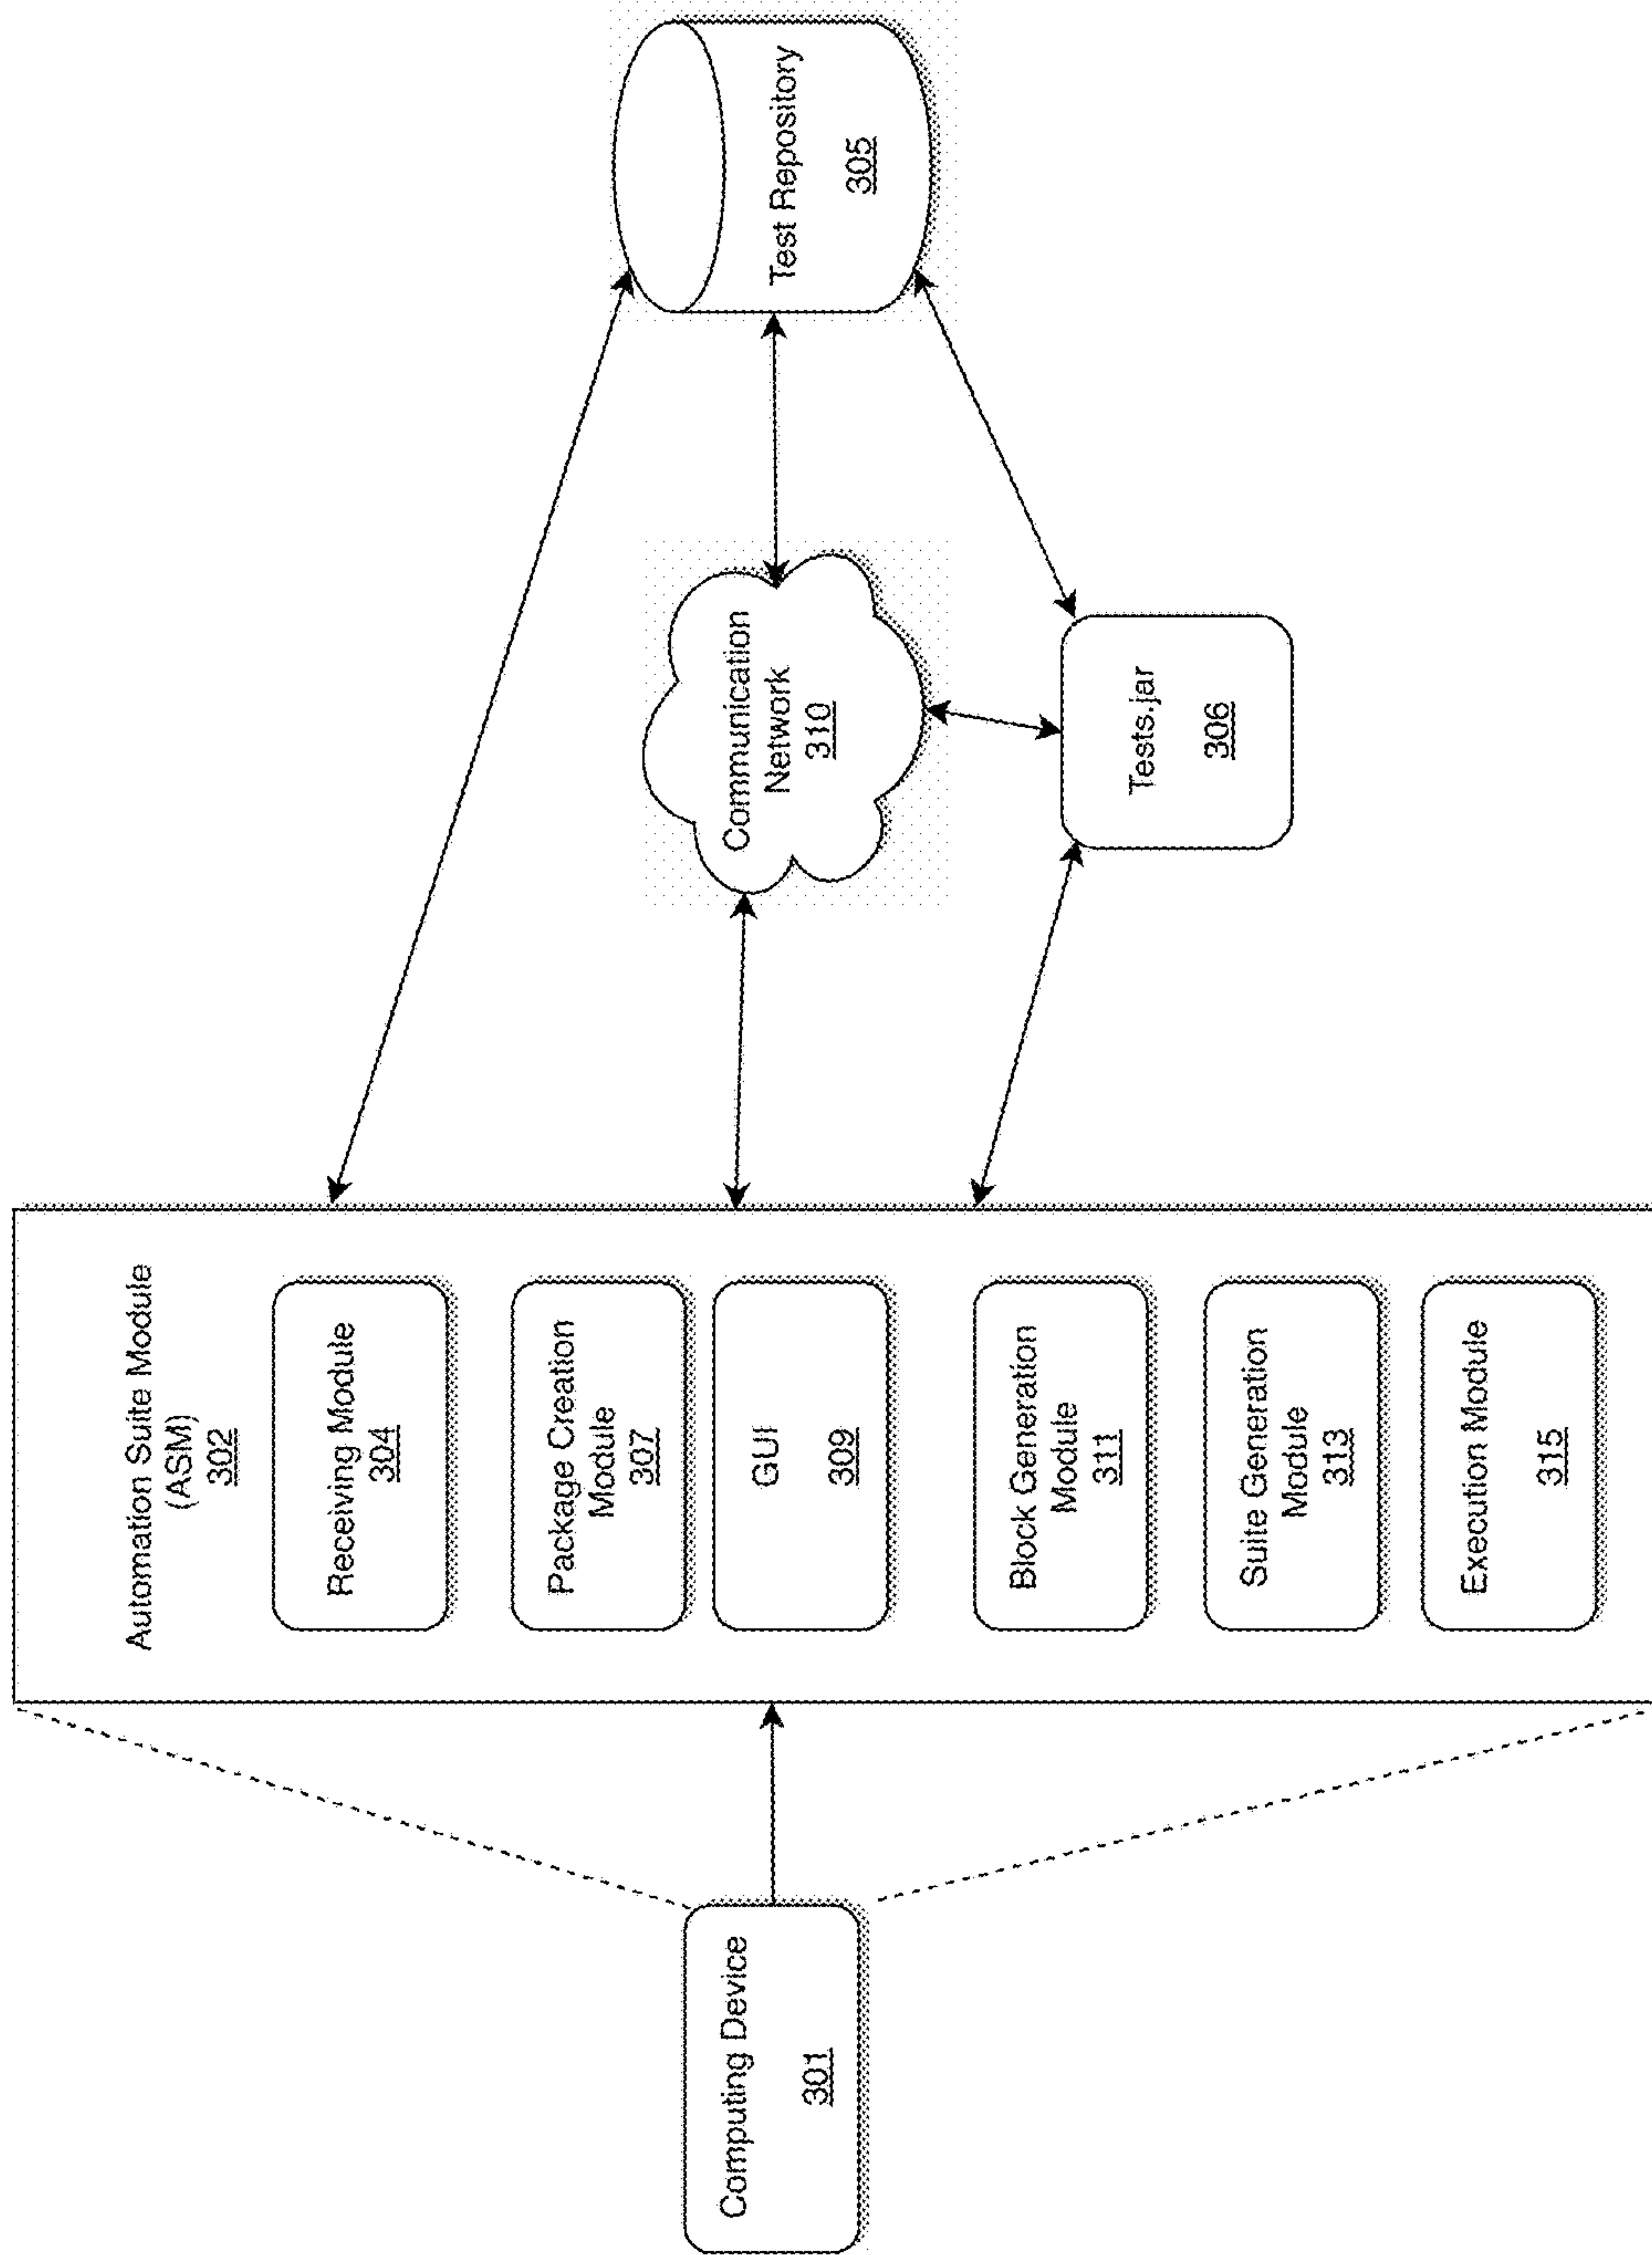 Computing Device
301
Automation Suite Module
(ASM)
302
Receiving Module
304
Package Creation
Module
307
GUI
309
Block Generation
Module
311
Suite Generation
Module
313
Execution Module
315
Communication
Network
310
Tests.jar
306
Test Repository
305